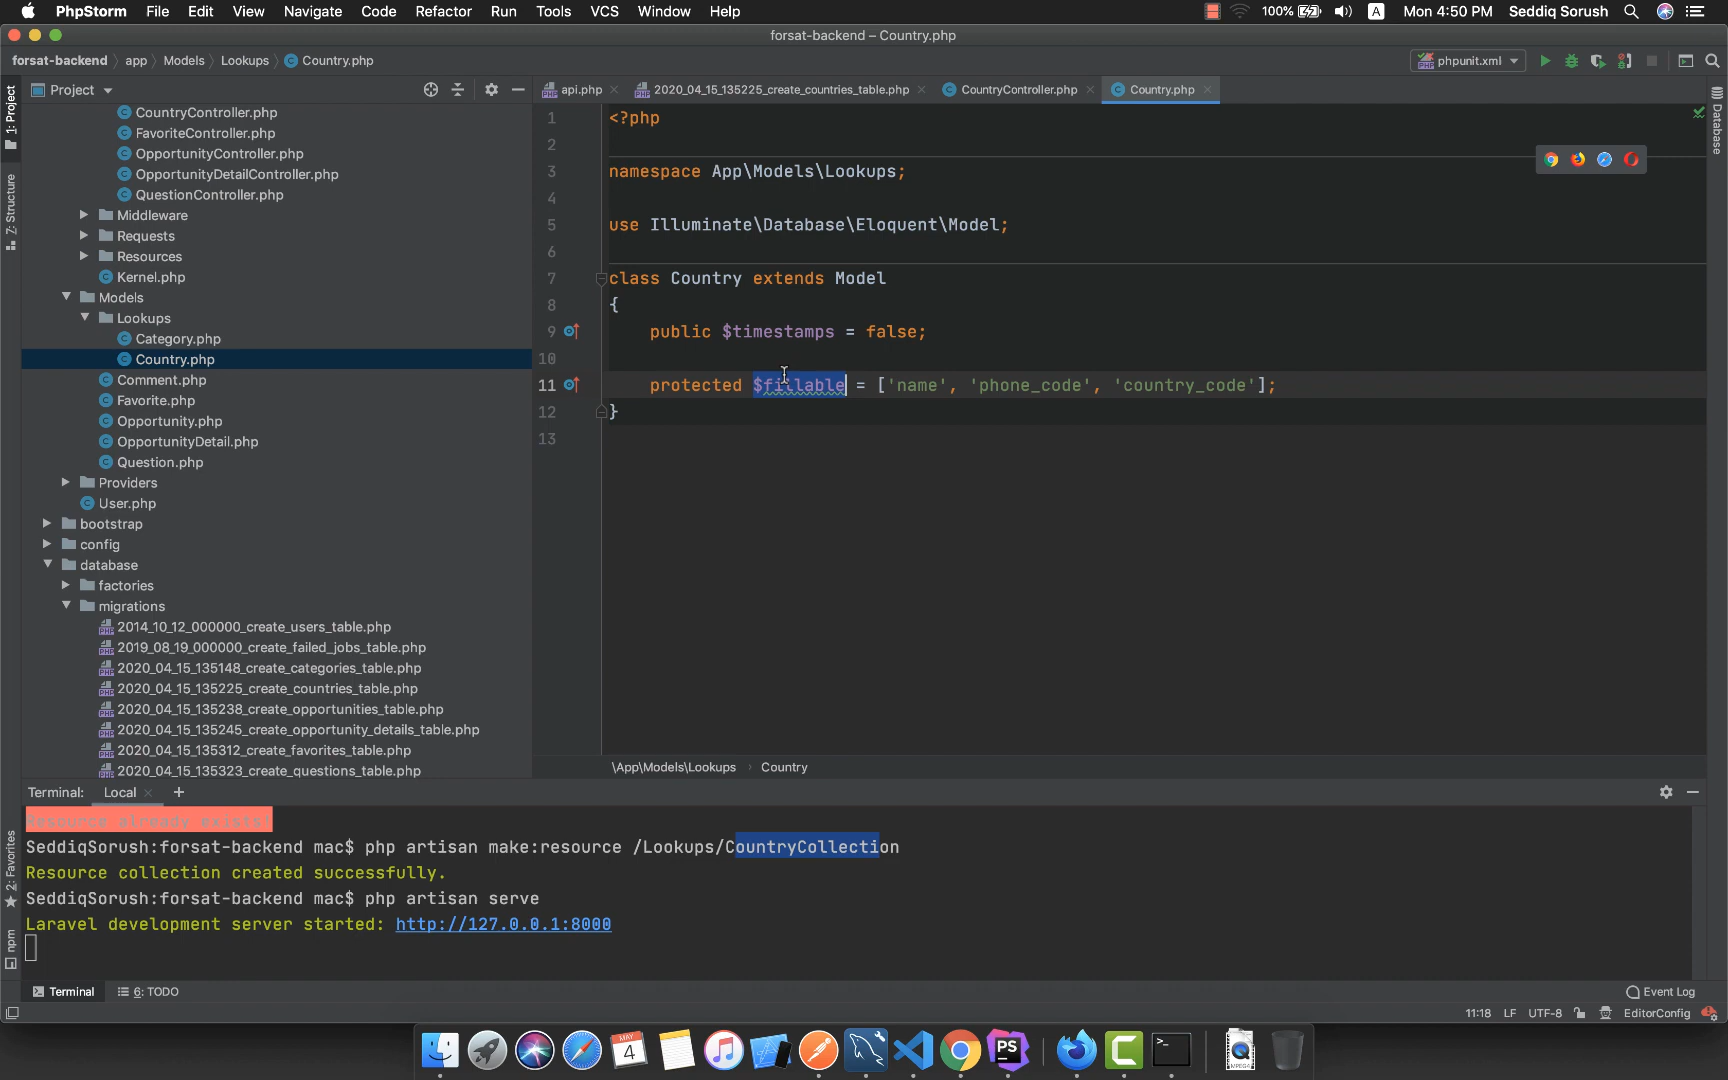 PhpStorm File Edit View Navigate Code Refactor Run Tools VCS Window Help 100% A Mon 4:50 PM Seddiq Sorush
forsat-backend – Country.php
forsat-backend app Models Lookups Country.php phpunit.xml
Project api.php 2020_04_15_135225_create_countries_table.php CountryController.php Country.php
1: Project
Z: Structure
2: Favorites
npm
Database
CountryController.php
FavoriteController.php
OpportunityController.php
OpportunityDetailController.php
QuestionController.php
Middleware
Requests
Resources
Kernel.php
Models
Lookups
Category.php
Country.php
Comment.php
Favorite.php
Opportunity.php
OpportunityDetail.php
Question.php
Providers
User.php
bootstrap
config
database
factories
migrations
2014_10_12_000000_create_users_table.php
2019_08_19_000000_create_failed_jobs_table.php
2020_04_15_135148_create_categories_table.php
2020_04_15_135225_create_countries_table.php
2020_04_15_135238_create_opportunities_table.php
2020_04_15_135245_create_opportunity_details_table.php
2020_04_15_135312_create_favorites_table.php
2020_04_15_135323_create_questions_table.php
1 <?php
2
3 namespace App\Models\Lookups;
4
5 use Illuminate\Database\Eloquent\Model;
6
7 class Country extends Model
8 {
9 public $timestamps = false;
10
11 protected $fillable = ['name', 'phone_code', 'country_code'];
12 }
13
\App\Models\Lookups Country
Terminal: Local
Resource already exists!
SeddiqSorush:forsat-backend mac$ php artisan make:resource /Lookups/CountryCollection
Resource collection created successfully.
SeddiqSorush:forsat-backend mac$ php artisan serve
Laravel development server started: http://127.0.0.1:8000
Terminal 6: TODO Event Log
11:18 LF UTF-8 EditorConfig
MAY
4
PS